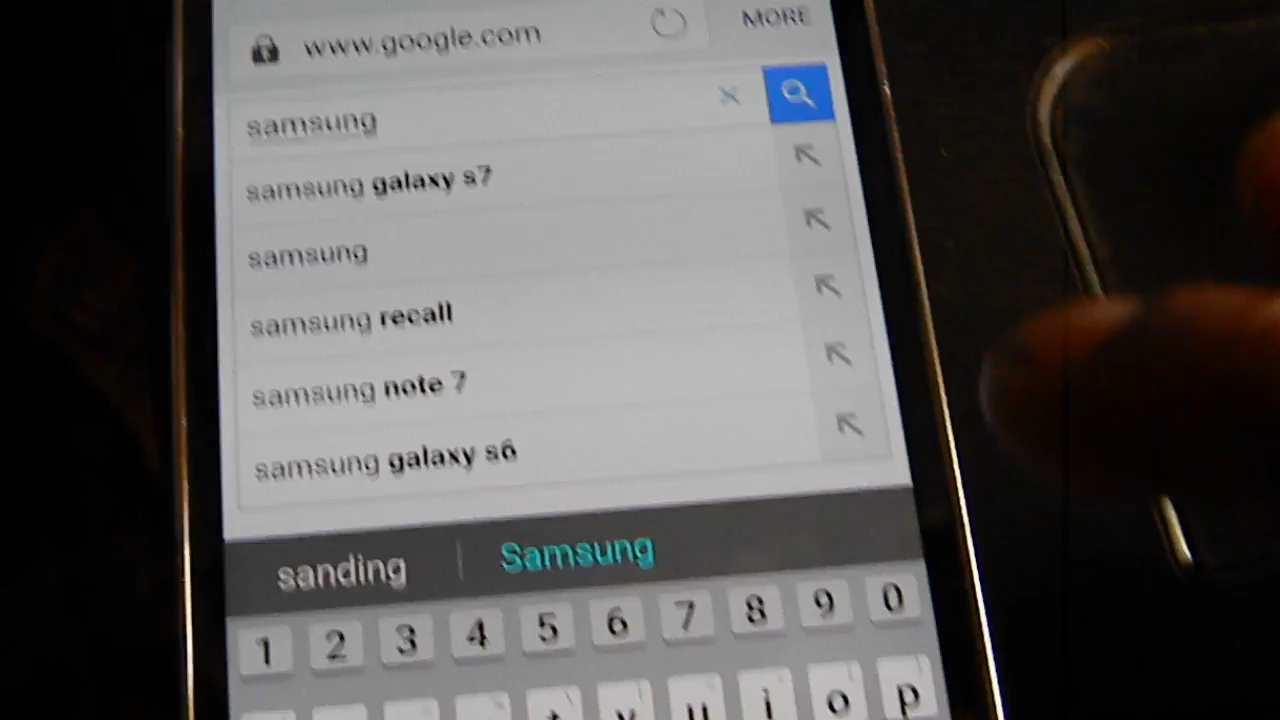 www.google.com MORE
samsung
samsung galaxy s7
samsung
samsung recall
samsung note 7
samsung galaxy s6
sanding Samsung
1 2 3 4 5 6 7 8 9 0
t y u i o p